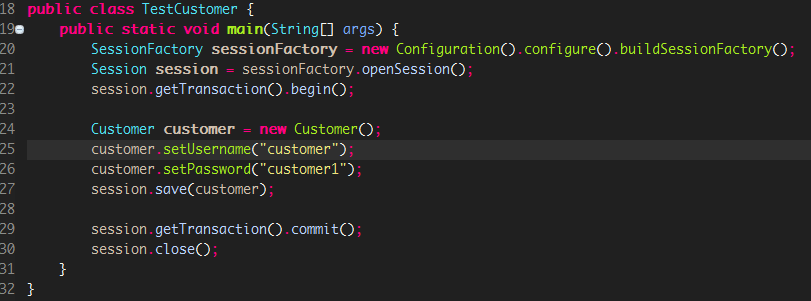 18 public class TestCustomer {
19 public static void main(String[] args) {
20 SessionFactory sessionFactory = new Configuration().configure().buildSessionFactory();
21 Session session = sessionFactory.openSession();
22 session.getTransaction().begin();
23
24 Customer customer = new Customer();
25 customer.setUsername("customer");
26 customer.setPassword("customer1");
27 session.save(customer);
28
29 session.getTransaction().commit();
30 session.close();
31 }
32 }